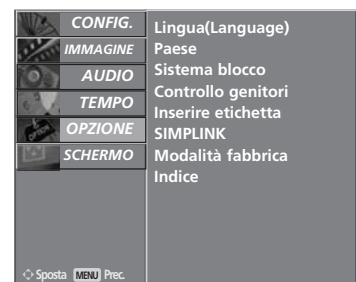 CONFIG.
IMMAGINE
AUDIO
TEMPO
OPZIONE
SCHERMO
Lingua(Language)
Paese
Sistema blocco
Controllo genitori
Inserire etichetta
SIMPLINK
Modalità fabbrica
Indice
Sposta MENU Prec.